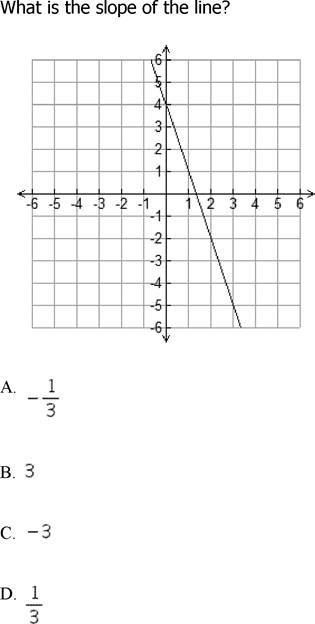 What is the slope of the line?
6
5
4
3
2
1
-6 -5 -4 -3 -2 -1 1 2 3 4 5 6
-1
-2
-3
-4
-5
-6
A. -1/3
B. 3
C. -3
D. 1/3